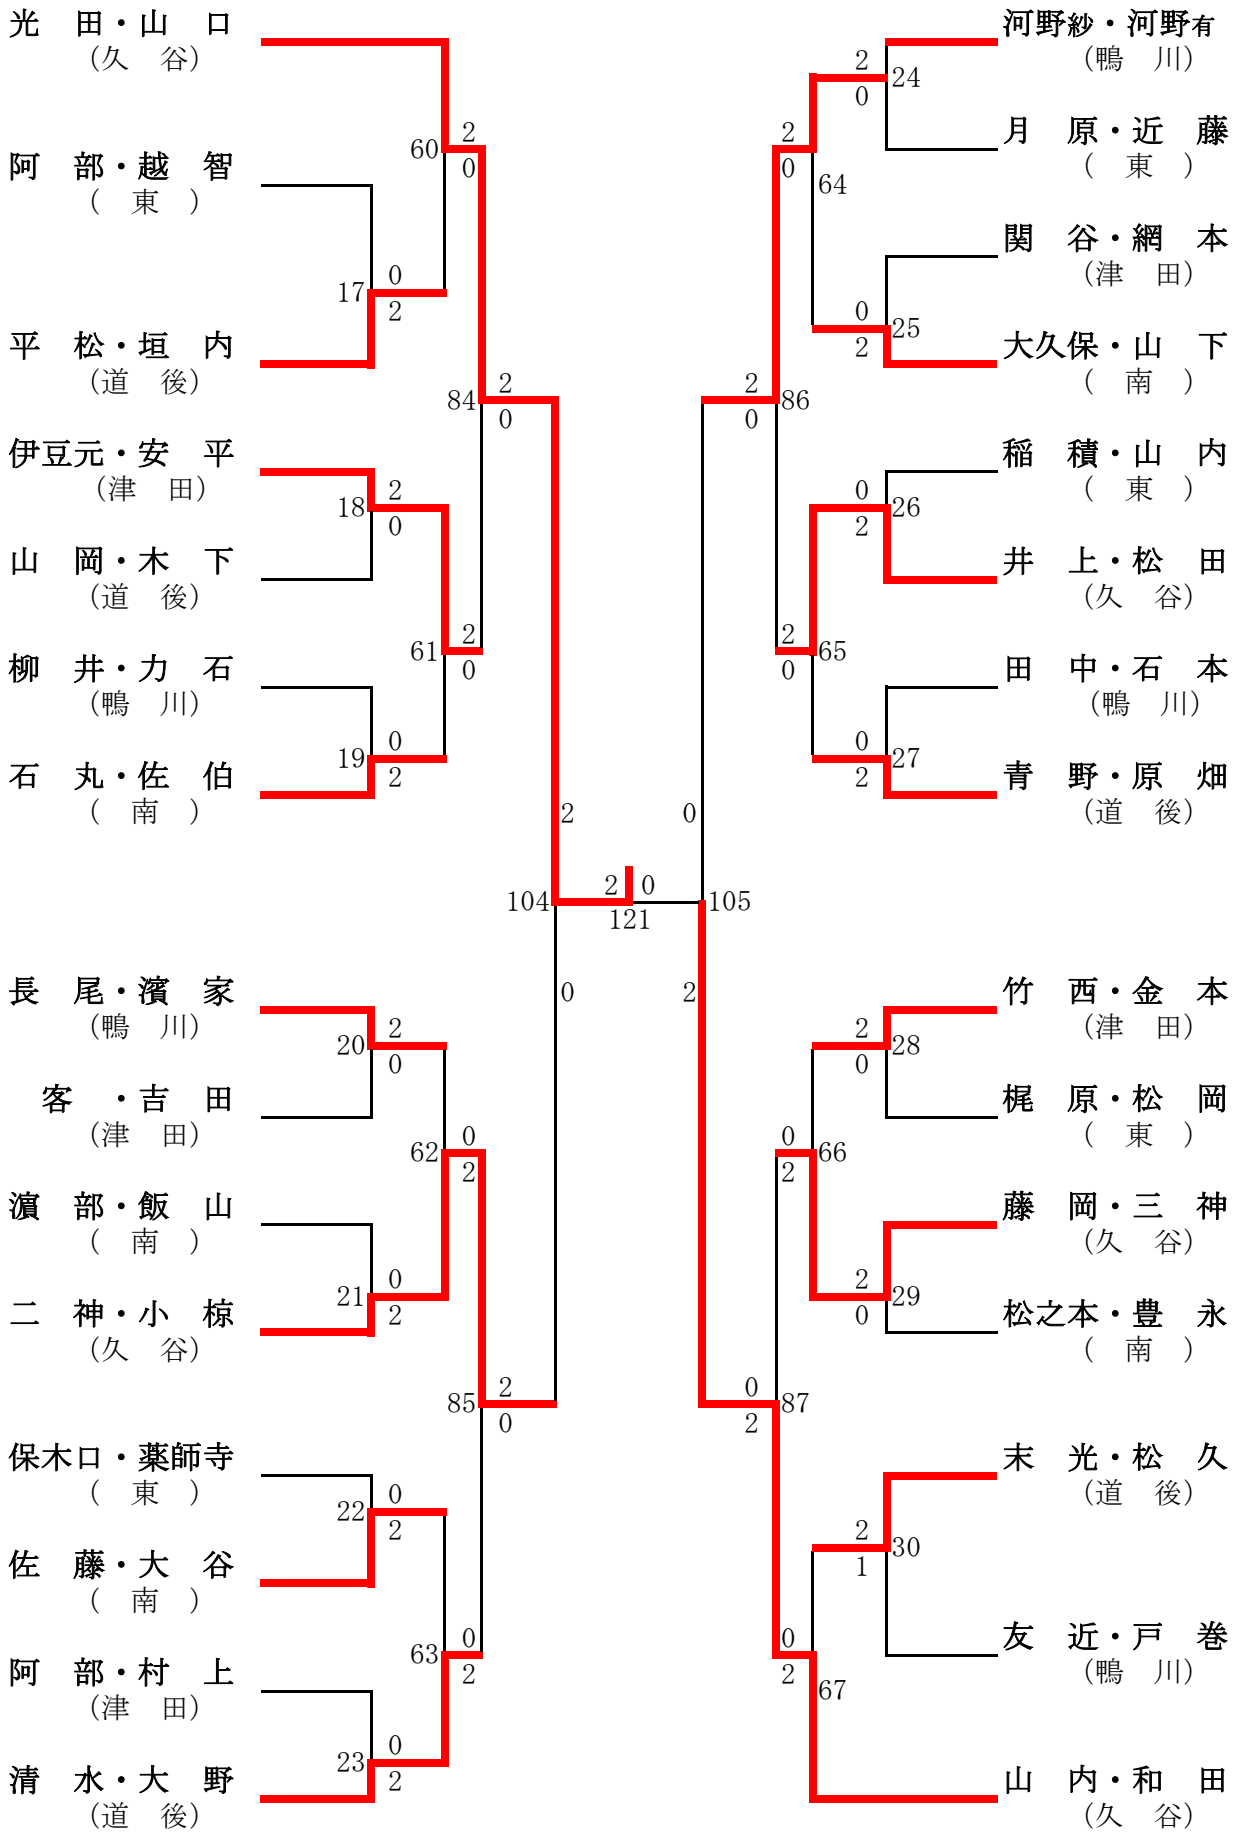 光　田・山　口
（久　谷）
阿　部・越　智
（　東　）
平　松・垣　内
（道　後）
伊豆元・安　平
（津　田）
山　岡・木　下
（道　後）
柳　井・力　石
（鴨　川）
石　丸・佐　伯
（　南　）
長　尾・濱　家
（鴨　川）
客　・吉　田
（津　田）
濵　部・飯　山
（　南　）
二　神・小　椋
（久　谷）
保木口・薬師寺
（　東　）
佐　藤・大　谷
（　南　）
阿　部・村　上
（津　田）
清　水・大　野
（道　後）
17
0
2
18
2
0
19
0
2
20
2
0
21
0
2
22
0
2
23
0
2
60
2
0
61
2
0
62
0
2
63
0
2
84
2
0
85
2
0
104
2
0
2
0
121
105
0
2
86
2
0
87
0
2
64
2
0
65
2
0
66
0
2
67
0
2
24
2
0
25
0
2
26
0
2
27
0
2
28
2
0
29
2
0
30
2
1
河野紗・河野有
（鴨　川）
月　原・近　藤
（　東　）
関　谷・網　本
（津　田）
大久保・山　下
（　南　）
稲　積・山　内
（　東　）
井　上・松　田
（久　谷）
田　中・石　本
（鴨　川）
青　野・原　畑
（道　後）
竹　西・金　本
（津　田）
梶　原・松　岡
（　東　）
藤　岡・三　神
（久　谷）
松之本・豊　永
（　南　）
末　光・松　久
（道　後）
友　近・戸　巻
（鴨　川）
山　内・和　田
（久　谷）